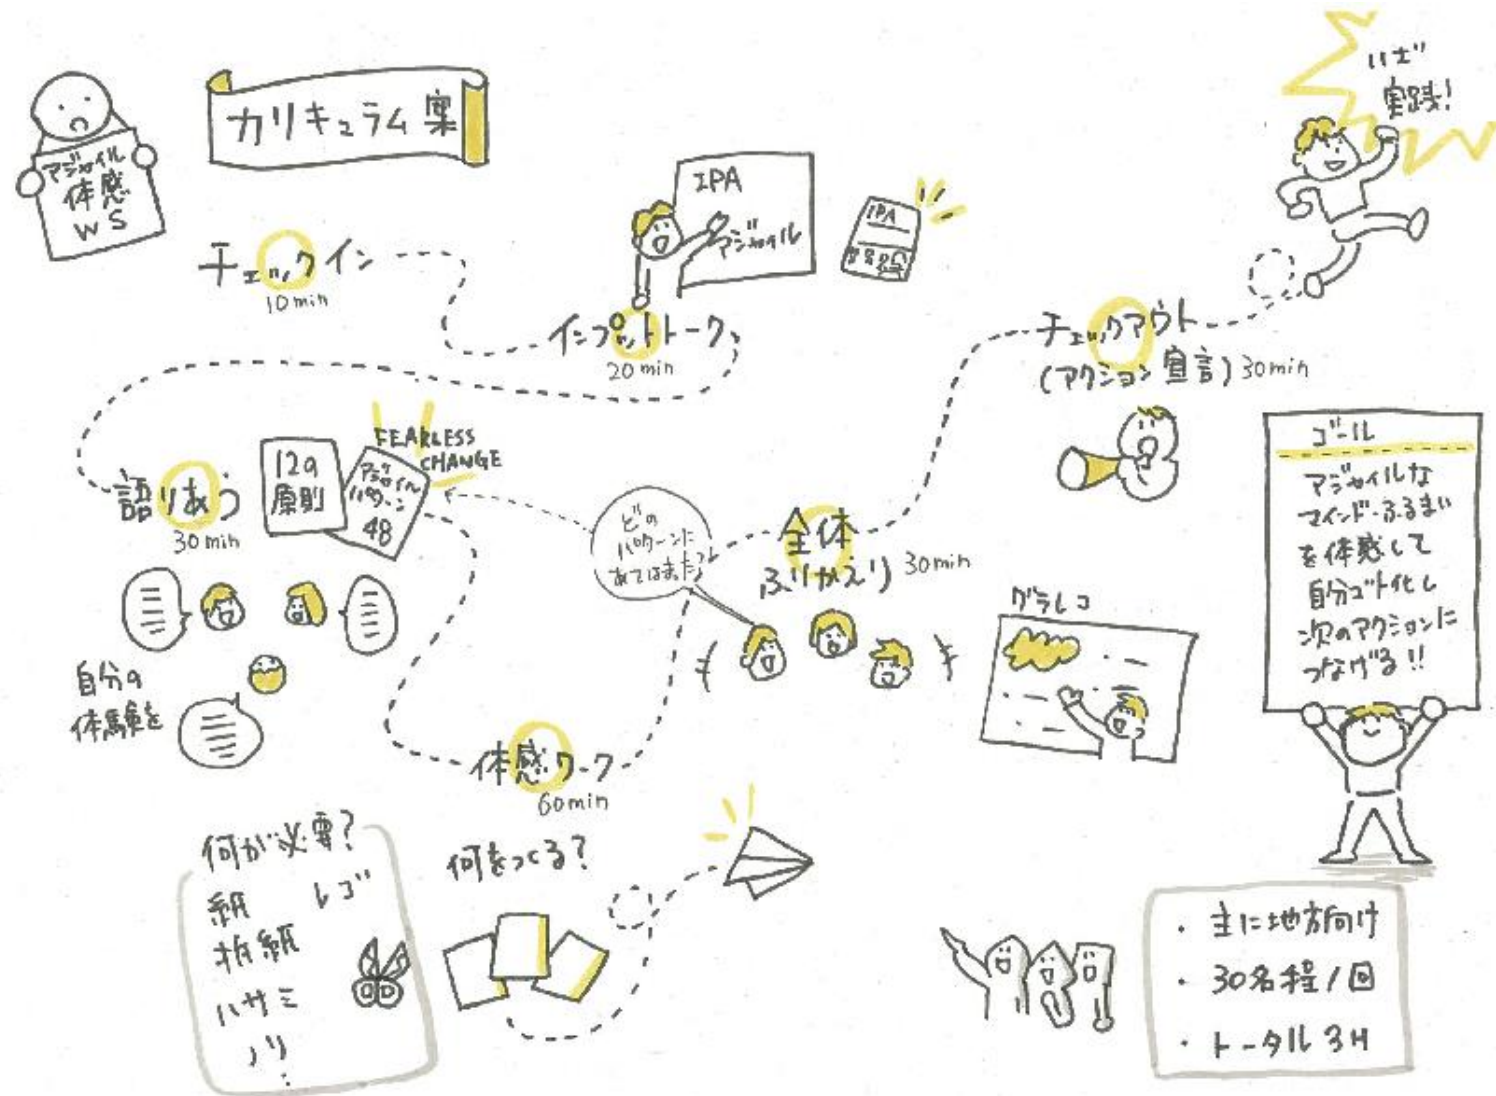 アジャイル
体感
WS
カリキュラム案
チェックイン
10min
IPA
アジャイル
IPA
インプットトーク
20min
いざ
実践!
チェックアウト
(アクション宣言) 30min
語りあう
30min
12の
原則
アジャイル
パターン
48
FEARLESS
CHANGE
自分の
体験を
どの
パターンに
あてはまった?
全体
ふりかえり 30min
グラレコ
体感ワーク
60min
ゴール
アジャイルな
マインド・ふるまい
を体感して
自分ゴト化し
次のアクションに
つなげる!!
何が必要?
紙 レゴ
折紙
ハサミ
ノリ
:
何をつくる?
・主に地方向け
・30名程/回
・トータル3H